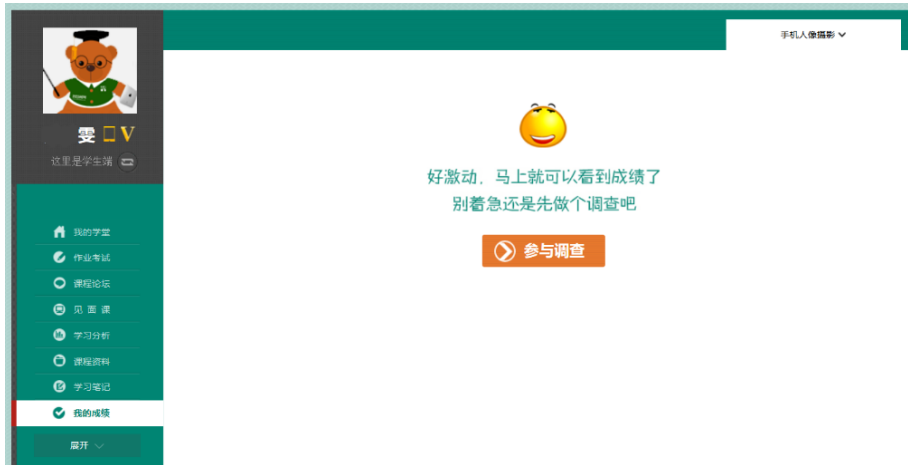 手机人像摄影
雯 V
这里是学生端
好激动，马上就可以看到成绩了
别着急还是先做个调查吧
参与调查
我的学堂
作业考试
课程论坛
见面课
学习分析
课程资料
学习笔记
我的成绩
展开